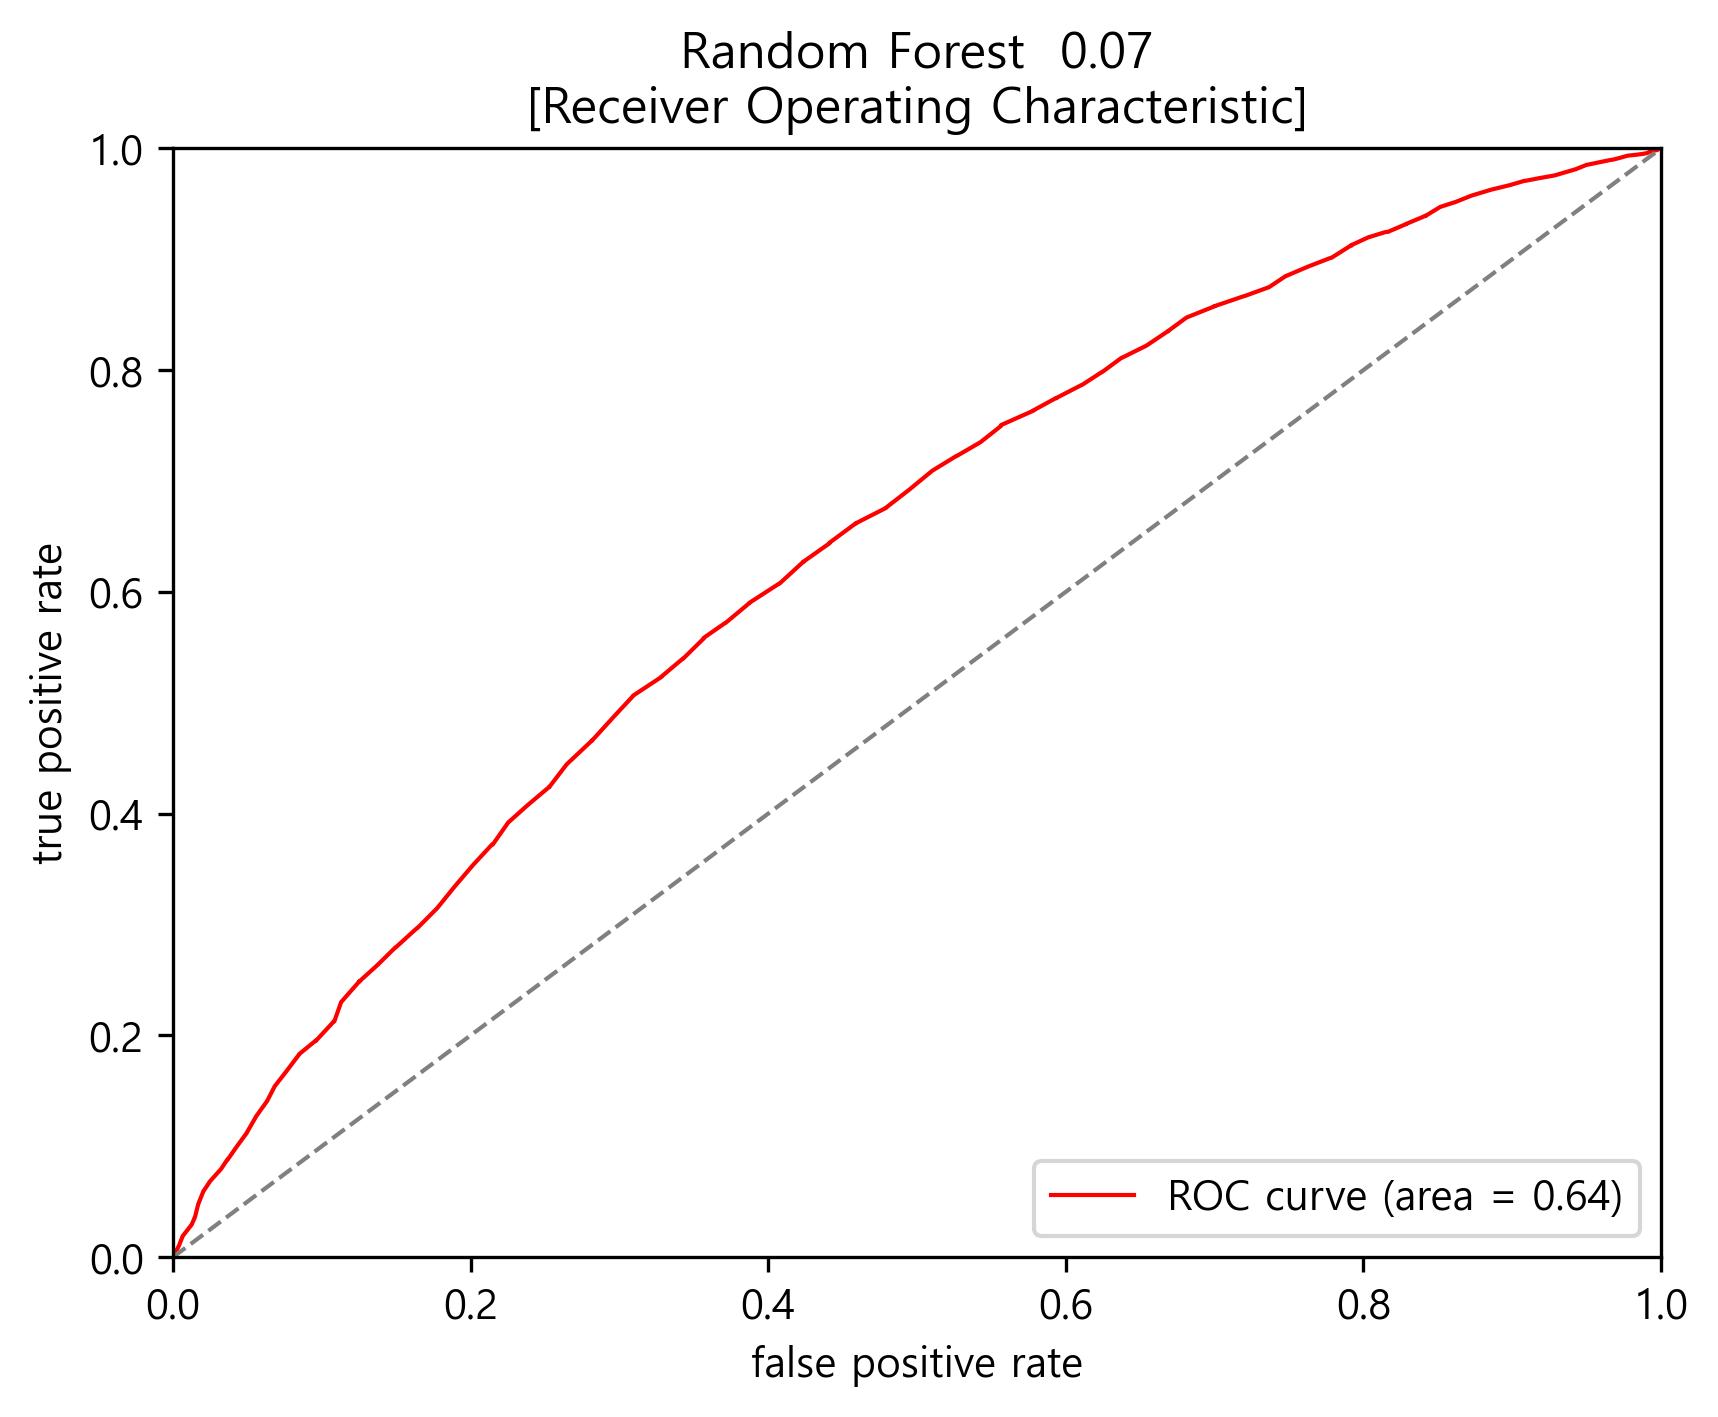 Random Forest 0.07
[Receiver Operating Characteristic]
1.0
0.8
0.6
0.4
0.2
0.0
true positive rate
ROC curve (area = 0.64)
0.0 0.2 0.4 0.6 0.8 1.0
false positive rate